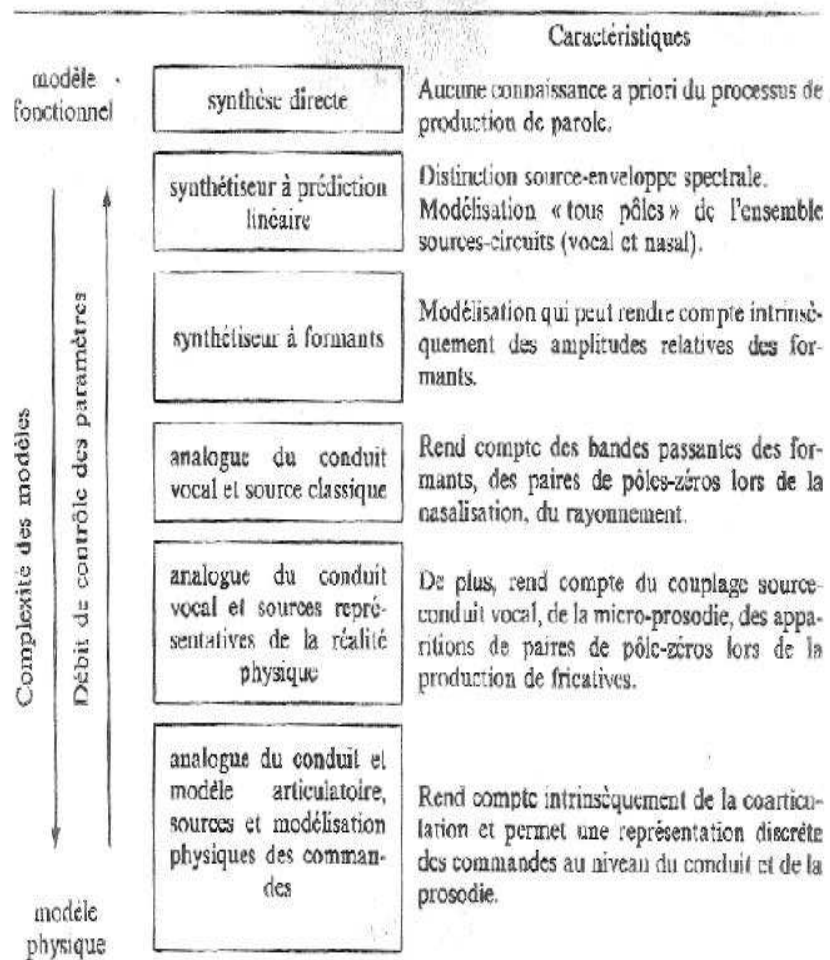 Caractéristiques
modèle
fonctionnel
synthèse directe
Aucune connaissance a priori du processus de
production de parole.
synthétiseur à prédiction
linéaire
Distinction source-enveloppe spectrale.
Modélisation « tous pôles » de l'ensemble
sources-circuits (vocal et nasal).
synthétiseur à formants
Modélisation qui peut rendre compte intrinsè-
quement des amplitudes relatives des for-
mants.
analogue du conduit
vocal et source classique
Rend compte des bandes passantes des for-
mants, des paires de pôles-zéros lors de la
nasalisation, du rayonnement.
analogue du conduit
vocal et sources repré-
sentatives de la réalité
physique
De plus, rend compte du couplage source-
conduit vocal, de la micro-prosodie, des appa-
ritions de paires de pôle-zéros lors de la
production de fricatives.
analogue du conduit et
modèle articulatoire,
sources et modélisation
physiques des comman-
des
Rend compte intrinsèquement de la coarticu-
lation et permet une représentation discrète
des commandes au niveau du conduit et de la
prosodie.
Complexité des modèles
Débit de contrôle des paramètres
modèle
physique